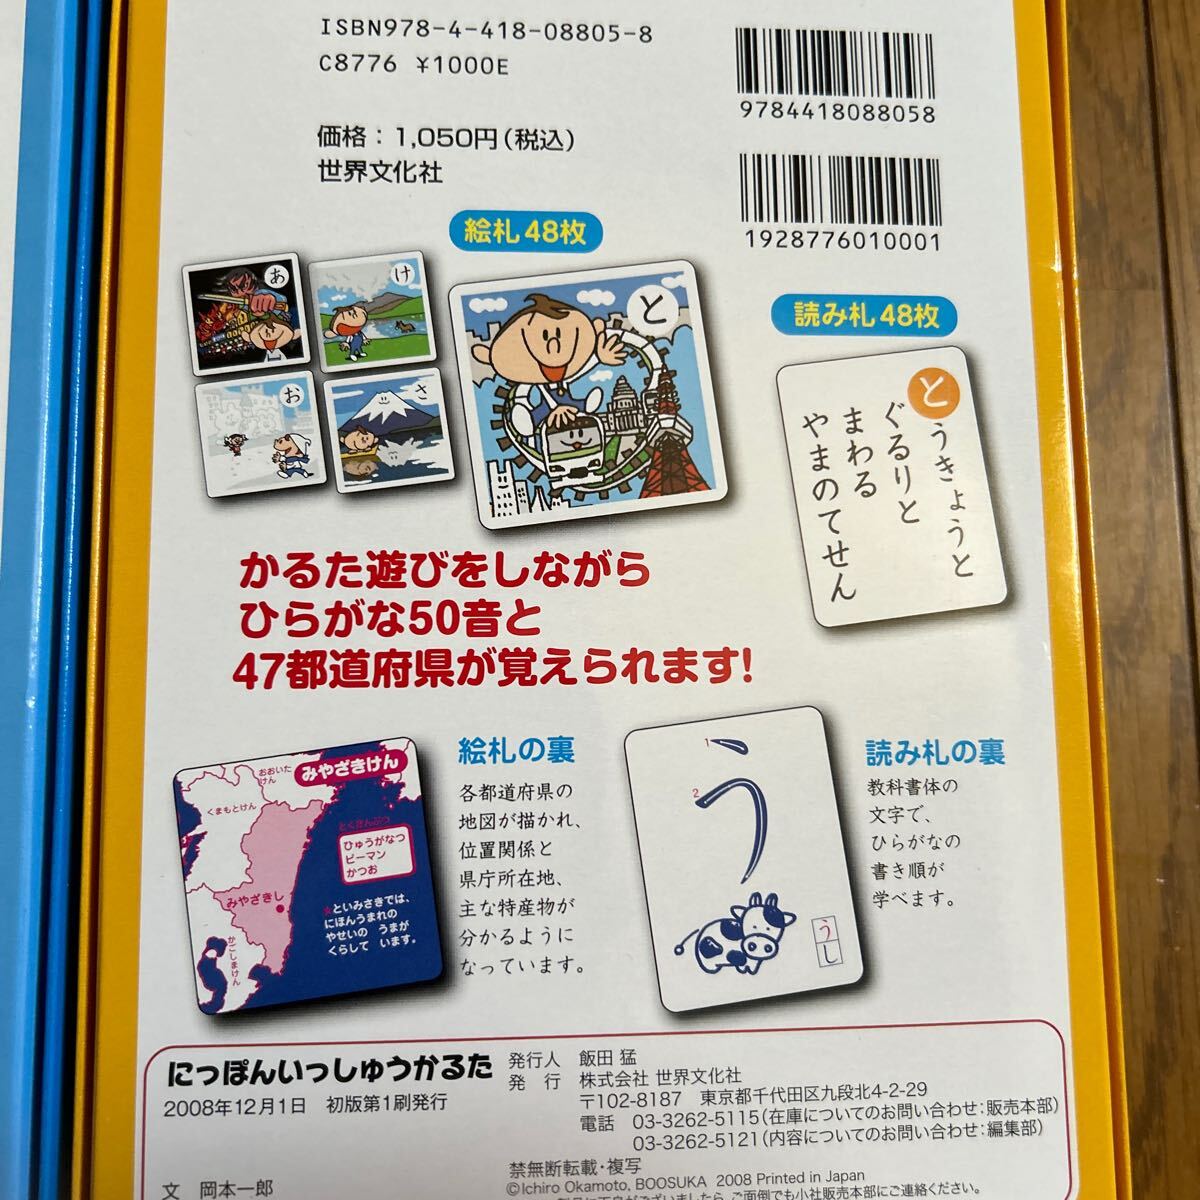 ISBN978-4-418-08805-8
C8776 ¥1000E
9784418088058
価格：1,050円（税込）
世界文化社
1928776010001
絵札48枚
あ
け
お
さ
と
読み札48枚
とうきょうと
ぐるりと
まわる
やまのてせん
かるた遊びをしながら
ひらがな50音と
47都道府県が覚えられます！
みやざきけん
おおいた
けん
くまもとけん
とくさんぶつ
ひゅうがなつ
ピーマン
かつお
みやざきし
かごしまけん
★といみさきでは、
にほんうまれの
やせいの うまが
くらして います。
絵札の裏
各都道府県の
地図が描かれ、
位置関係と
県庁所在地、
主な特産物が
分かるように
なっています。
1
2
う
うし
読み札の裏
教科書体の
文字で、
ひらがなの
書き順が
学べます。
にっぽんいっしゅうかるた
2008年12月1日 初版第1刷発行
文 岡本一郎
発行人 飯田 猛
発 行 株式会社 世界文化社
〒102-8187 東京都千代田区九段北4-2-29
電話 03-3262-5115（在庫についてのお問い合わせ：販売本部）
03-3262-5121（内容についてのお問い合わせ：編集部）
禁無断転載・複写
©Ichiro Okamoto, BOOSUKA 2008 Printed in Japan